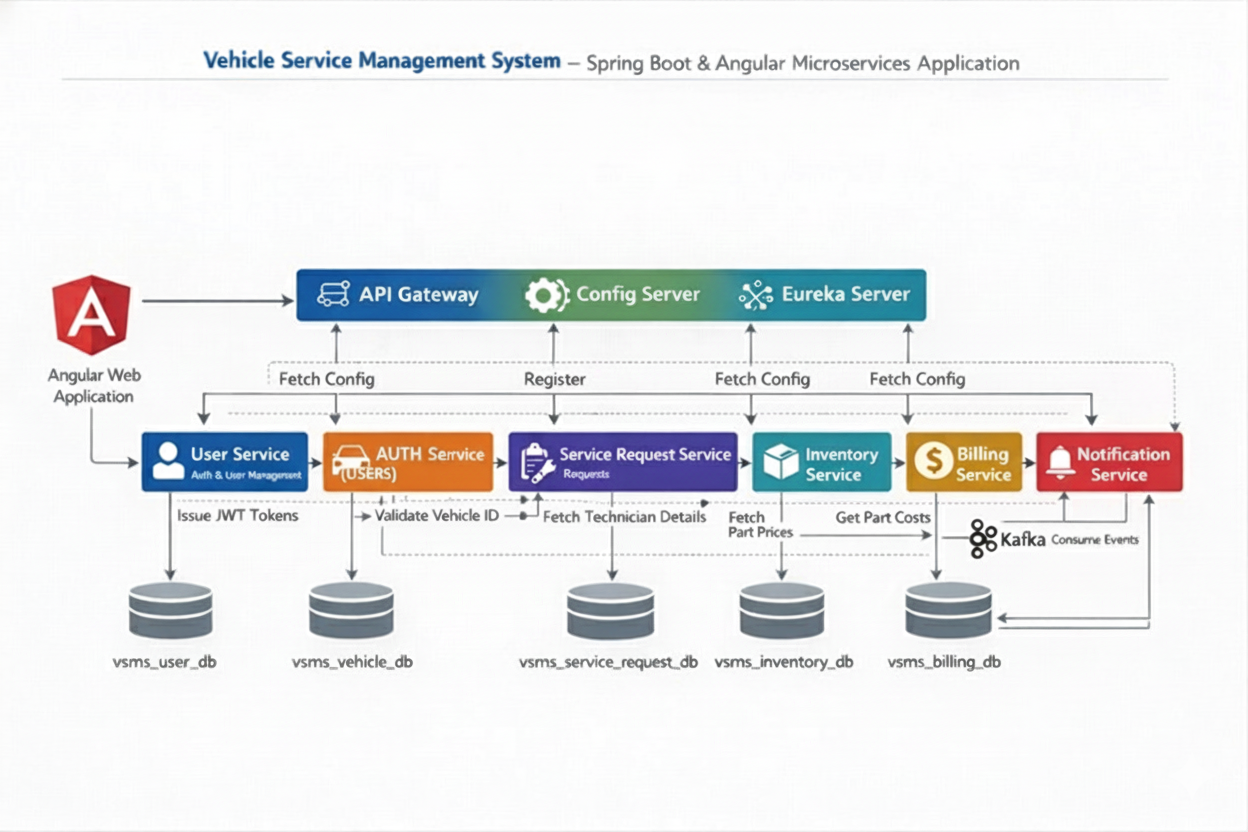 Vehicle Service Management System – Spring Boot & Angular Microservices Application
API Gateway
Config Server
Eureka Server
Angular Web
Application
Fetch Config
Register
Fetch Config
Fetch Config
User Service
Auth & User Management
AUTH Service
(USERS)
Service Request Service
Requests
Inventory
Service
Billing
Service
Notification
Service
Issue JWT Tokens
Validate Vehicle ID
Fetch Technician Details
Fetch
Part Prices
Get Part Costs
Kafka Consume Events
vsms_user_db
vsms_vehicle_db
vsms_service_request_db
vsms_inventory_db
vsms_billing_db